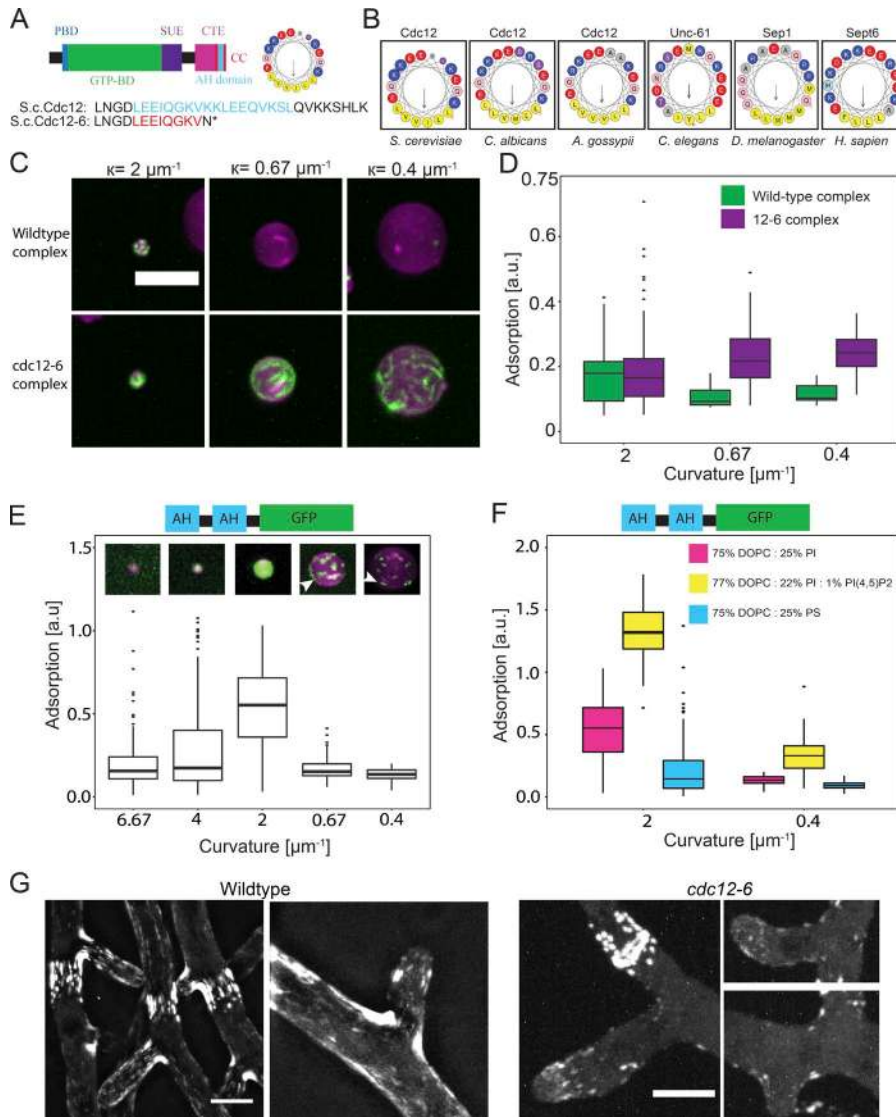 A
PBD SUE CTE
GTP-BD AH domain CC
S.c.Cdc12: LNGDLEEIQGKVKKLEEQVKSLQVKKSHLK
S.c.Cdc12-6: LNGDLEEIQGKVN*
B
Cdc12 Cdc12 Cdc12 Unc-61 Sep1 Sept6
S. cerevisiae C. albicans A. gossypii C. elegans D. melanogaster H. sapien
C
κ= 2 μm⁻¹ κ= 0.67 μm⁻¹ κ= 0.4 μm⁻¹
Wildtype
complex
cdc12-6
complex
D
Adsorption [a.u.]
0.75
0.6
0.4
0.2
0
Wild-type complex
12-6 complex
2 0.67 0.4
Curvature [μm⁻¹]
E
AH AH GFP
Adsorption [a.u]
1.5
1.0
0.5
0.0
6.67 4 2 0.67 0.4
Curvature [μm⁻¹]
F
AH AH GFP
Adsorption [a.u.]
2.0
1.5
1.0
0.5
0.0
75% DOPC : 25% PI
77% DOPC : 22% PI : 1% PI(4,5)P2
75% DOPC : 25% PS
2 0.4
Curvature [μm⁻¹]
G
Wildtype cdc12-6